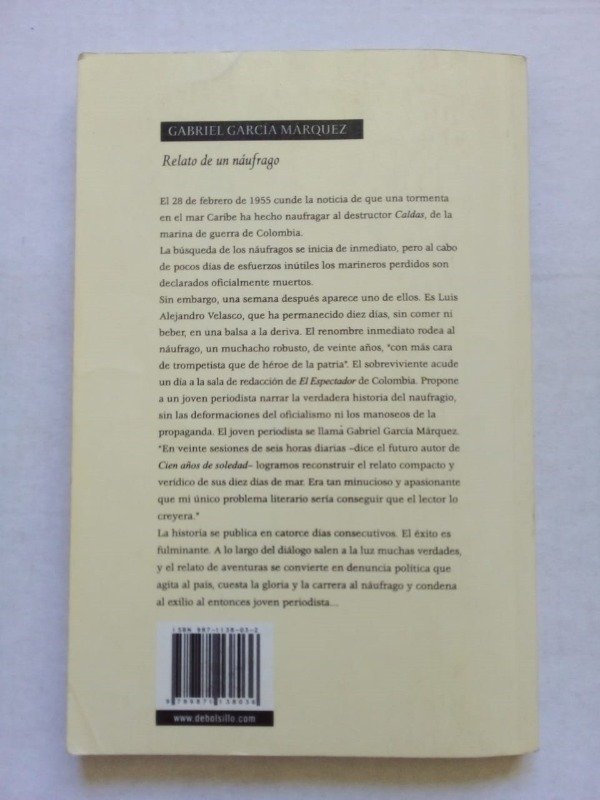 GABRIEL GARCÍA MÁRQUEZ
Relato de un náufrago
El 28 de febrero de 1955 cunde la noticia de que una tormenta
en el mar Caribe ha hecho naufragar al destructor Caldas, de la
marina de guerra de Colombia.
La búsqueda de los náufragos se inicia de inmediato, pero al cabo
de pocos días de esfuerzos inútiles los marineros perdidos son
declarados oficialmente muertos.
Sin embargo, una semana después aparece uno de ellos. Es Luis
Alejandro Velasco, que ha permanecido diez días, sin comer ni
beber, en una balsa a la deriva. El renombre inmediato rodea al
náufrago, un muchacho robusto, de veinte años, "con más cara
de trompetista que de héroe de la patria". El sobreviviente acude
un día a la sala de redacción de El Espectador de Colombia. Propone
a un joven periodista narrar la verdadera historia del naufragio,
sin las deformaciones del oficialismo ni los manoseos de la
propaganda. El joven periodista se llama Gabriel García Márquez.
"En veinte sesiones de seis horas diarias –dice el futuro autor de
Cien años de soledad– logramos reconstruir el relato compacto y
verídico de sus diez días de mar. Era tan minucioso y apasionante
que mi único problema literario sería conseguir que el lector lo
creyera."
La historia se publica en catorce días consecutivos. El éxito es
fulminante. A lo largo del diálogo salen a la luz muchas verdades,
y el relato de aventuras se convierte en denuncia política que
agita al país, cuesta la gloria y la carrera al náufrago y condena
al exilio al entonces joven periodista...
ISBN 987-1138-03-2
9 789871 138036
www.debolsillo.com